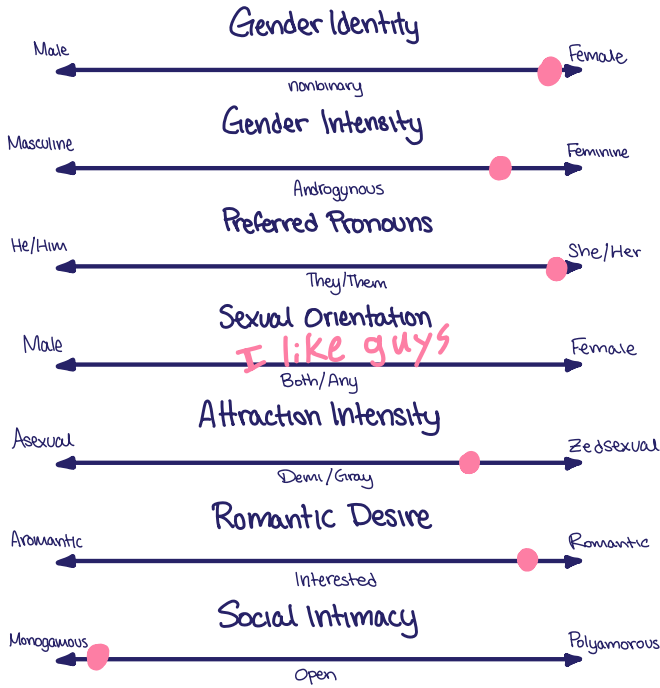 Gender Identity
Male
Female
nonbinary
Gender Intensity
Masculine
Feminine
Androgynous
Preferred Pronouns
He/Him
She/Her
They/Them
Sexual Orientation
I like guys
Male
Female
Both/Any
Attraction Intensity
Asexual
Zedsexual
Demi/Gray
Romantic Desire
Aromantic
Romantic
Interested
Social Intimacy
Monogamous
Polyamorous
Open